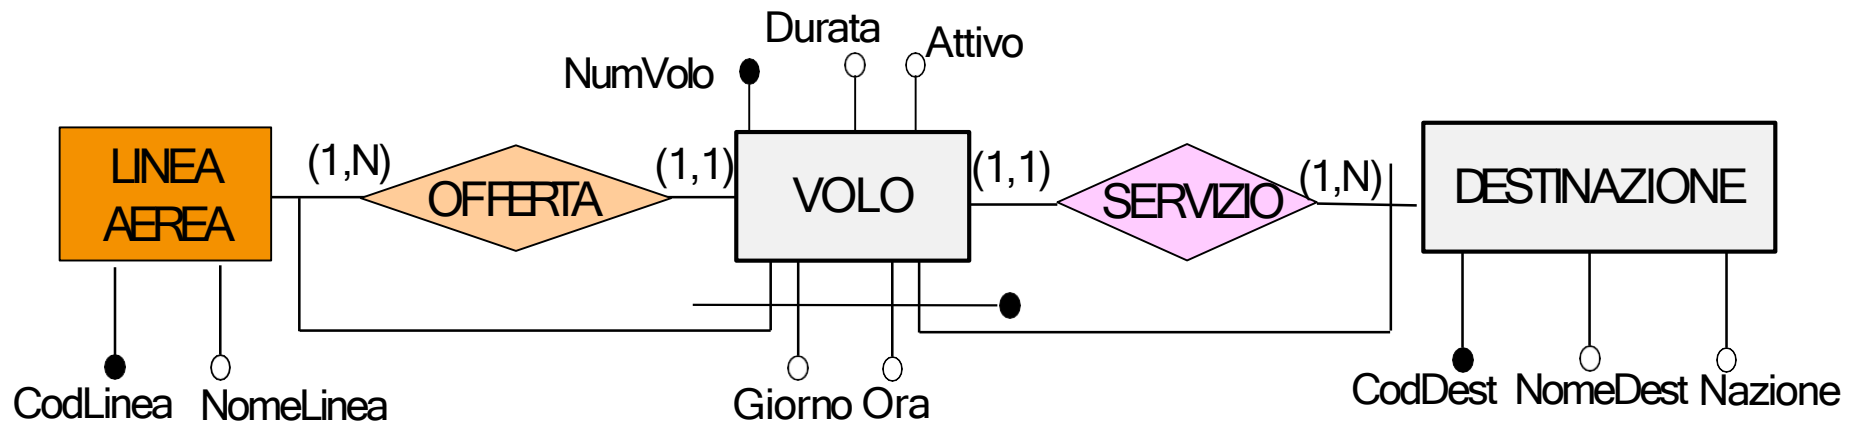 Durata
Attivo
NumVolo
LINEA
AEREA
(1,N)
OFFERTA
(1,1)
VOLO
(1,1)
SERVIZIO
(1,N)
DESTINAZIONE
CodLinea
NomeLinea
Giorno
Ora
CodDest
NomeDest
Nazione